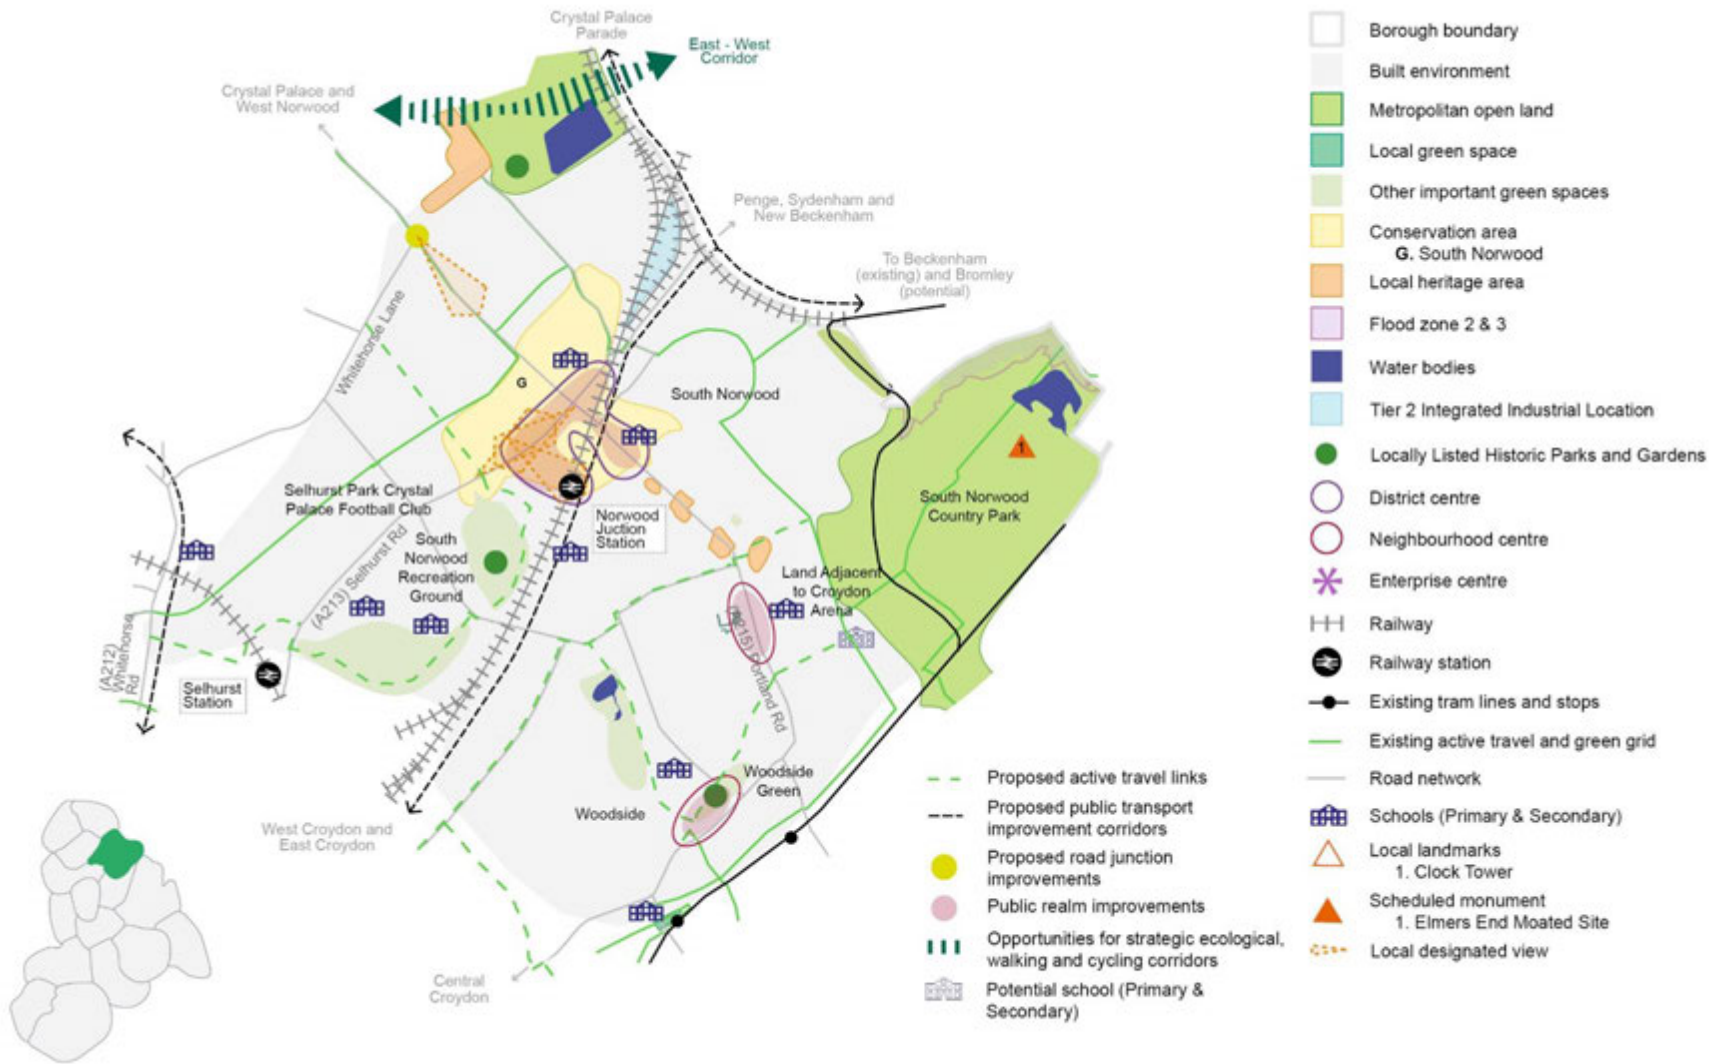 Crystal Palace
Parade
East - West
Corridor
Crystal Palace and
West Norwood
Penge, Sydenham and
New Beckenham
To Beckenham
(existing) and Bromley
(potential)
Whitehorse Lane
G
South Norwood
Selhurst Park Crystal
Palace Football Club
(A213) Selhurst Rd
South
Norwood
Recreation
Ground
Norwood
Juction
Station
South Norwood
Country Park
1
Land Adjacent
to Croydon
Arena
(A215) Portland Rd
(A212)
Whitehorse
Rd
Selhurst
Station
Woodside
Green
Woodside
West Croydon and
East Croydon
Central
Croydon
Proposed active travel links
Proposed public transport
improvement corridors
Proposed road junction
improvements
Public realm improvements
Opportunities for strategic ecological,
walking and cycling corridors
Potential school (Primary &
Secondary)
Borough boundary
Built environment
Metropolitan open land
Local green space
Other important green spaces
Conservation area
G. South Norwood
Local heritage area
Flood zone 2 & 3
Water bodies
Tier 2 Integrated Industrial Location
Locally Listed Historic Parks and Gardens
District centre
Neighbourhood centre
Enterprise centre
Railway
Railway station
Existing tram lines and stops
Existing active travel and green grid
Road network
Schools (Primary & Secondary)
Local landmarks
1. Clock Tower
Scheduled monument
1. Elmers End Moated Site
Local designated view